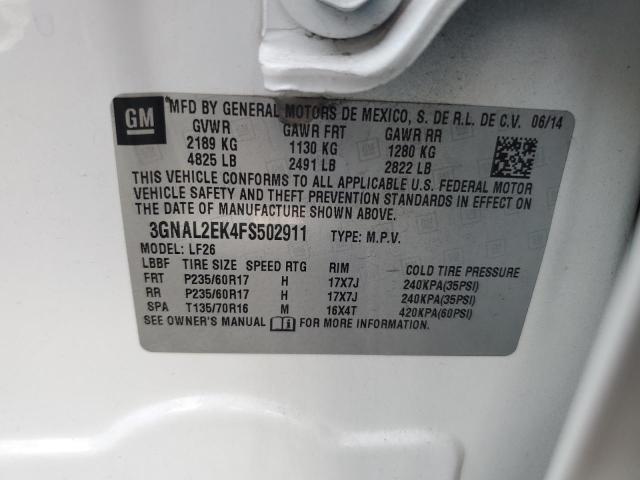 GM
MFD BY GENERAL MOTORS DE MEXICO, S. DE R.L. DE C.V. 06/14
GVWR GAWR FRT GAWR RR
2189 KG 1130 KG 1280 KG
4825 LB 2491 LB 2822 LB
THIS VEHICLE CONFORMS TO ALL APPLICABLE U.S. FEDERAL MOTOR
VEHICLE SAFETY AND THEFT PREVENTION STANDARDS IN EFFECT ON
THE DATE OF MANUFACTURE SHOWN ABOVE.
3GNAL2EK4FS502911 TYPE: M.P.V.
MODEL: LF26
LBBF TIRE SIZE SPEED RTG RIM COLD TIRE PRESSURE
FRT P235/60R17 H 17X7J 240KPA(35PSI)
RR P235/60R17 H 17X7J 240KPA(35PSI)
SPA T135/70R16 M 16X4T 420KPA(60PSI)
SEE OWNER'S MANUAL FOR MORE INFORMATION.